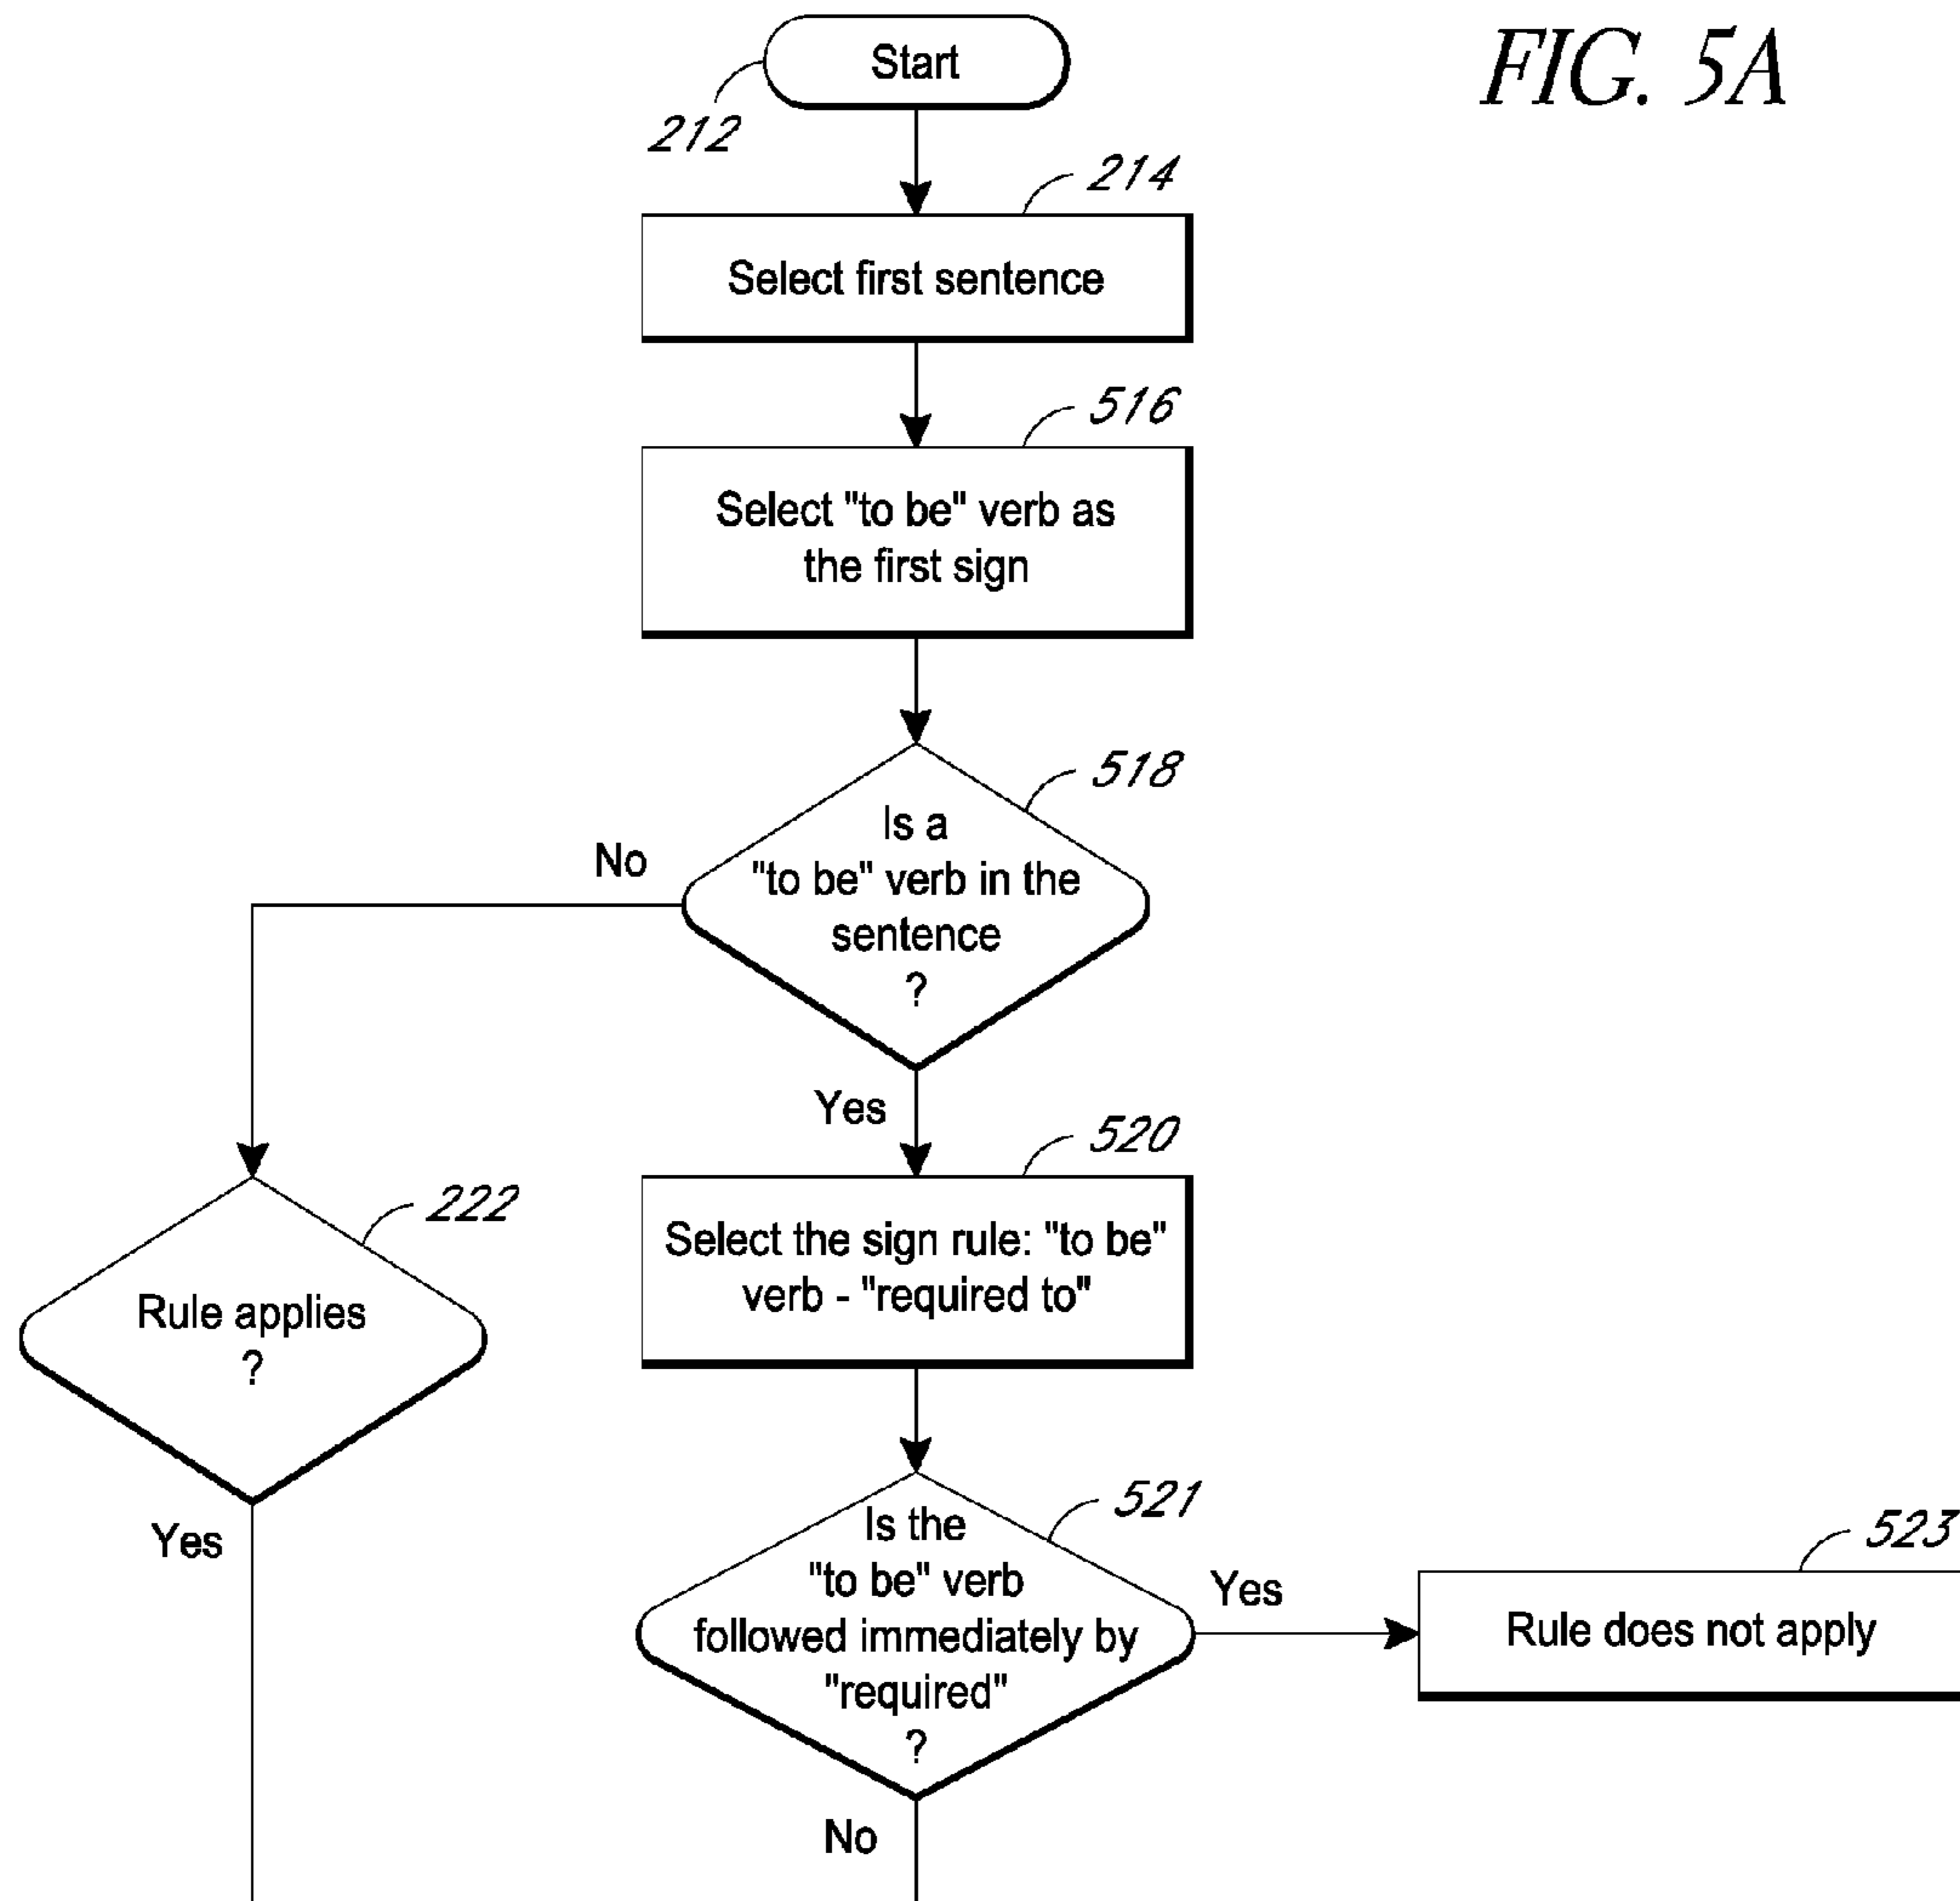 FIG. 5A
Start
212
214
Select first sentence
516
Select "to be" verb as
the first sign
518
Is a
"to be" verb in the
sentence
?
No
Yes
520
Select the sign rule: "to be"
verb - "required to"
222
Rule applies
?
Yes
521
Is the
"to be" verb
followed immediately by
"required"
?
Yes
No
523
Rule does not apply